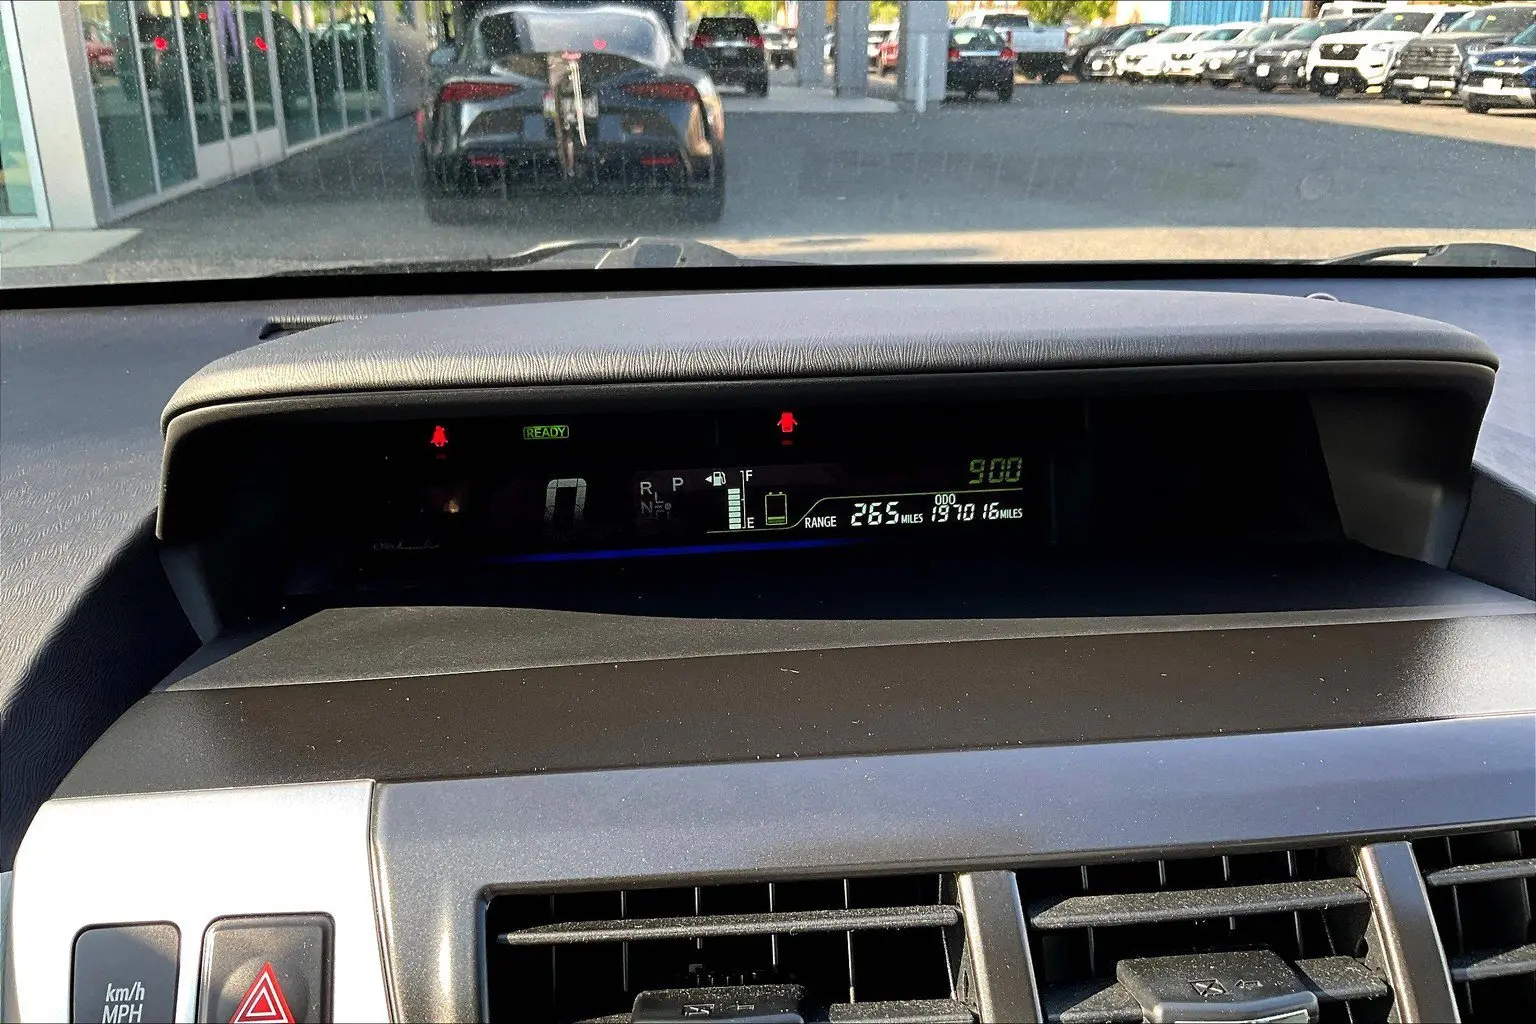 READY
900
0
R P
N
F
E
RANGE 265 MILES
ODO
197016 MILES
km/h
MPH